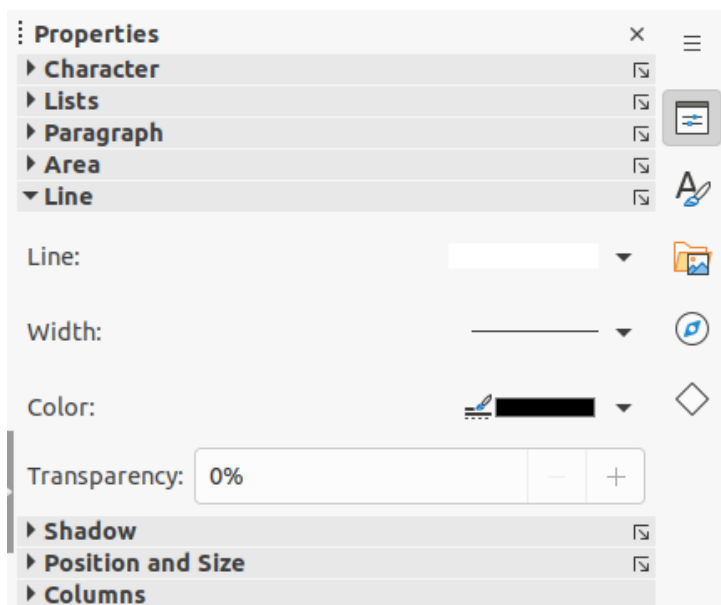 Properties
Character
Lists
Paragraph
Area
Line
Line:
Width:
Color:
Transparency: 0%
Shadow
Position and Size
Columns